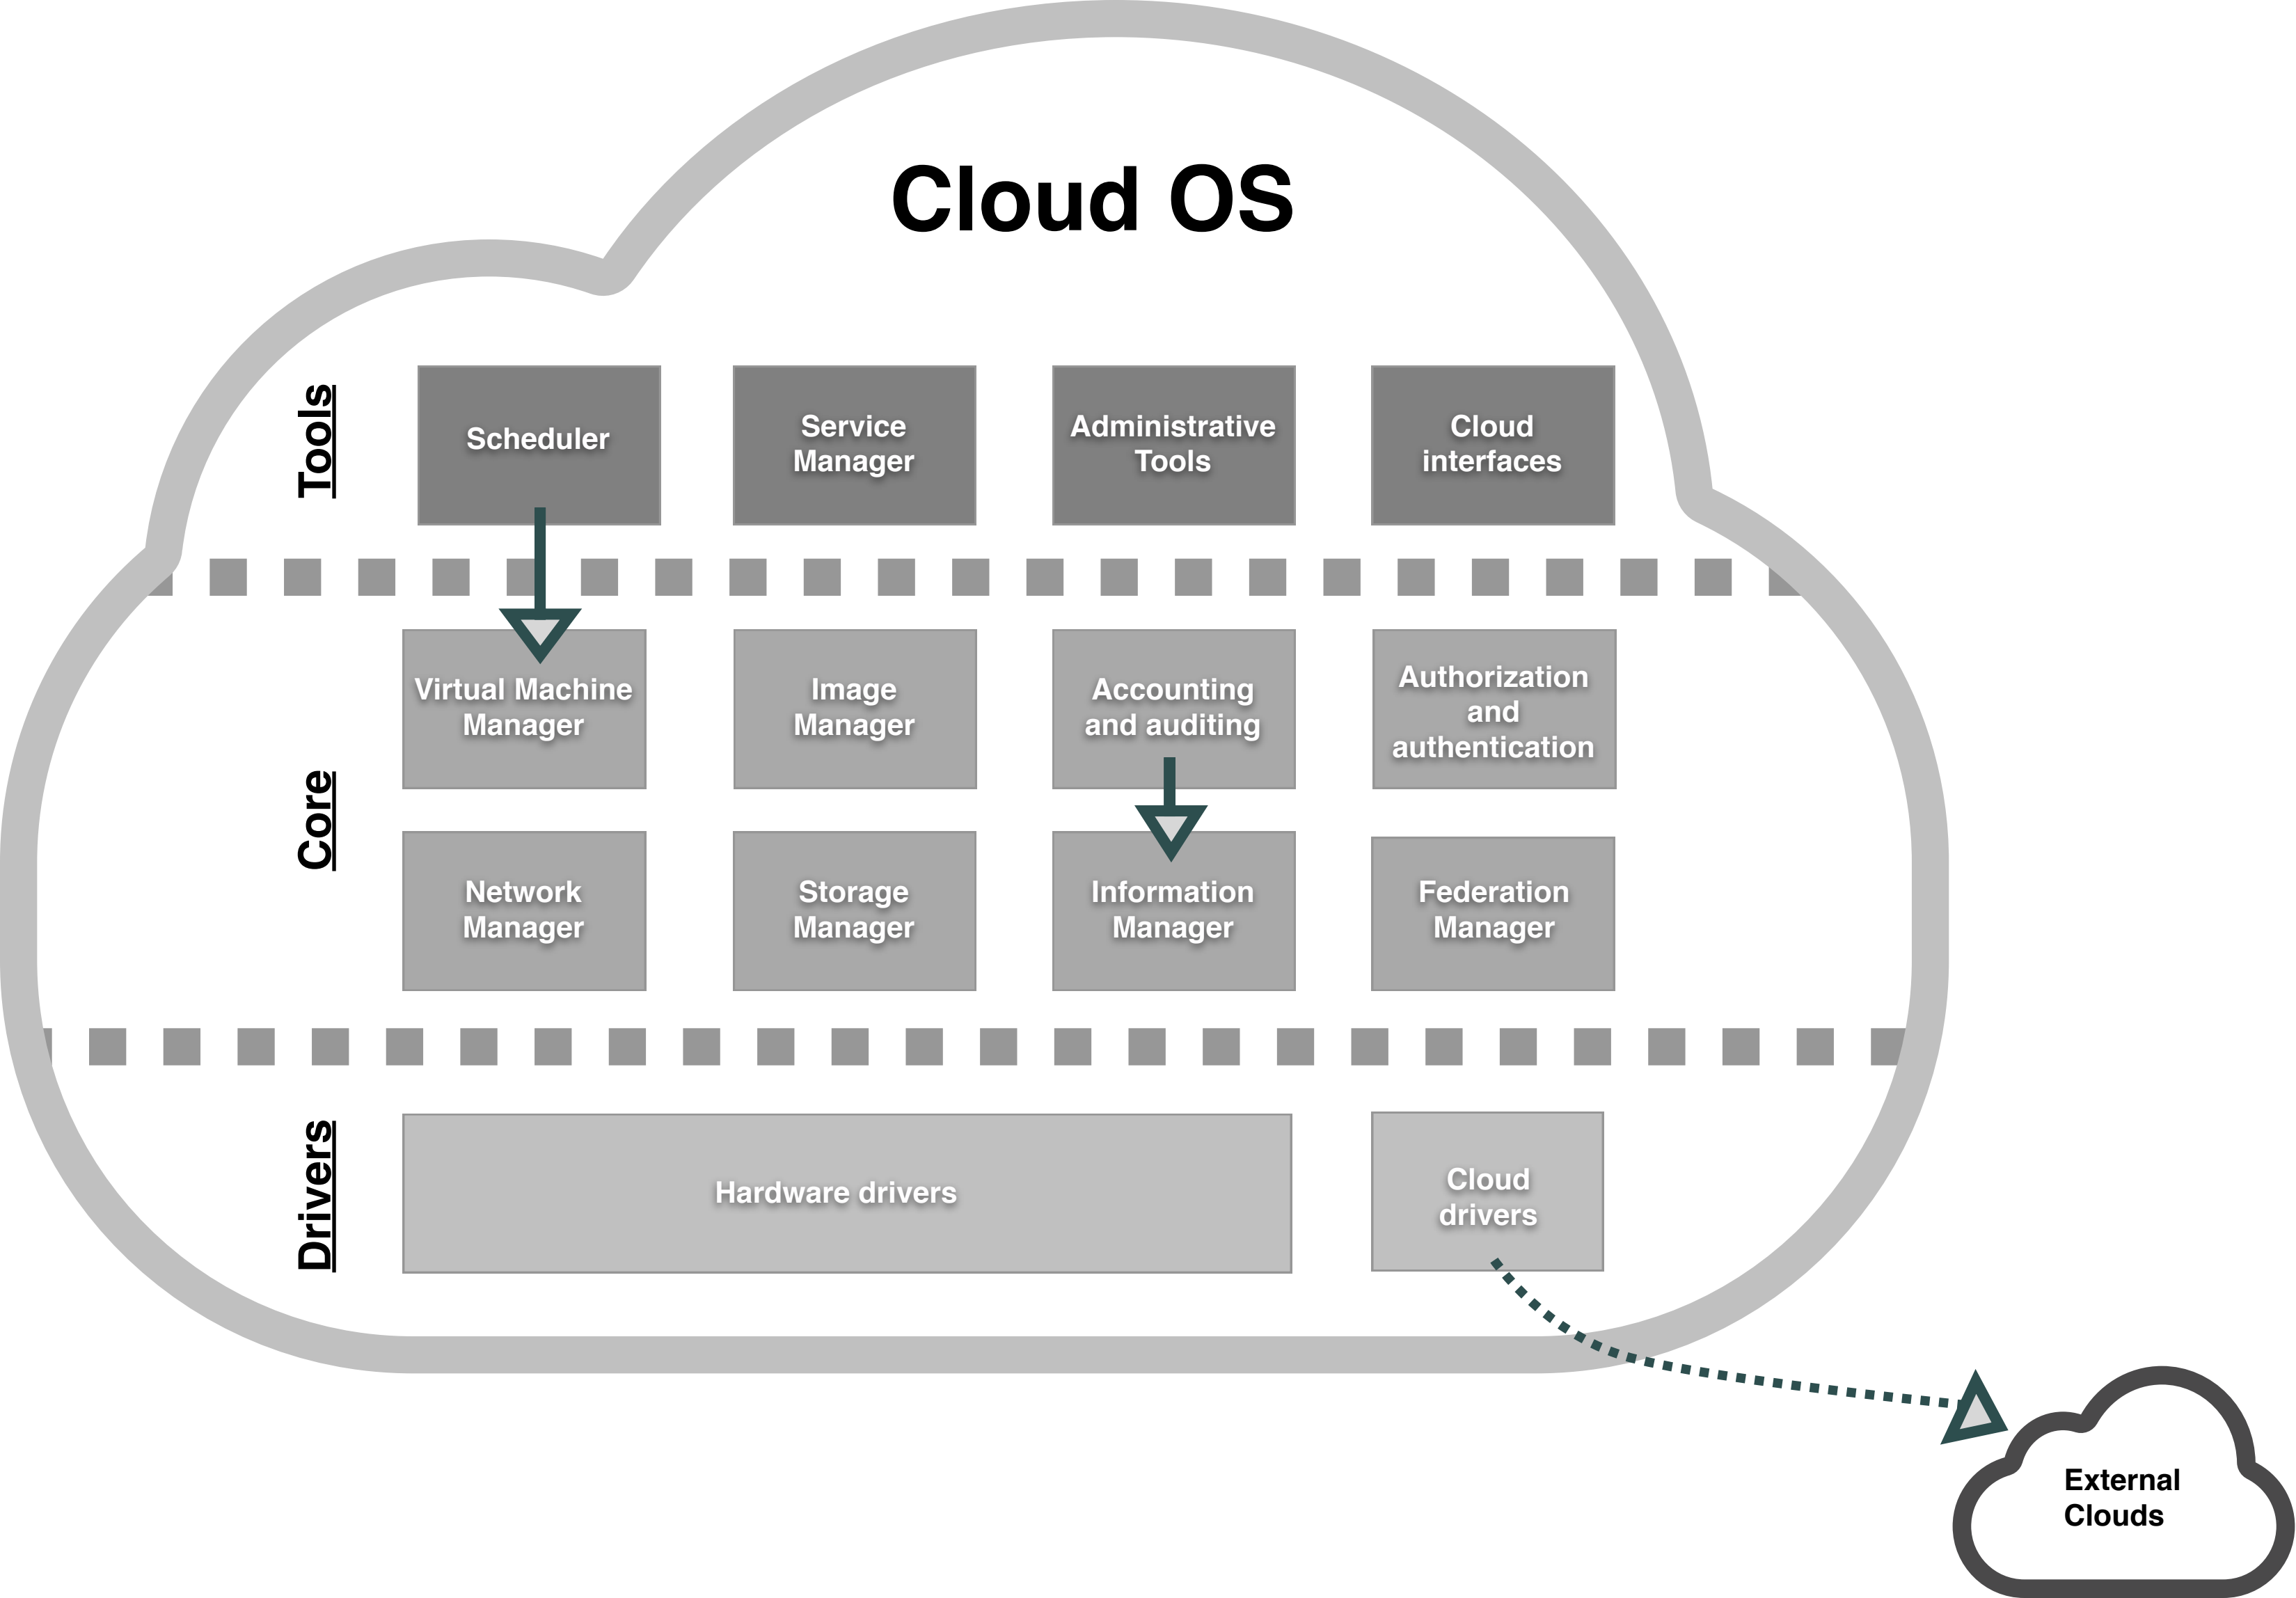 Cloud OS
Tools
Scheduler
Service
Manager
Administrative
Tools
Cloud
interfaces
Core
Virtual Machine
Manager
Image
Manager
Accounting
and auditing
Authorization
and
authentication
Network
Manager
Storage
Manager
Information
Manager
Federation
Manager
Drivers
Hardware drivers
Cloud
drivers
External
Clouds